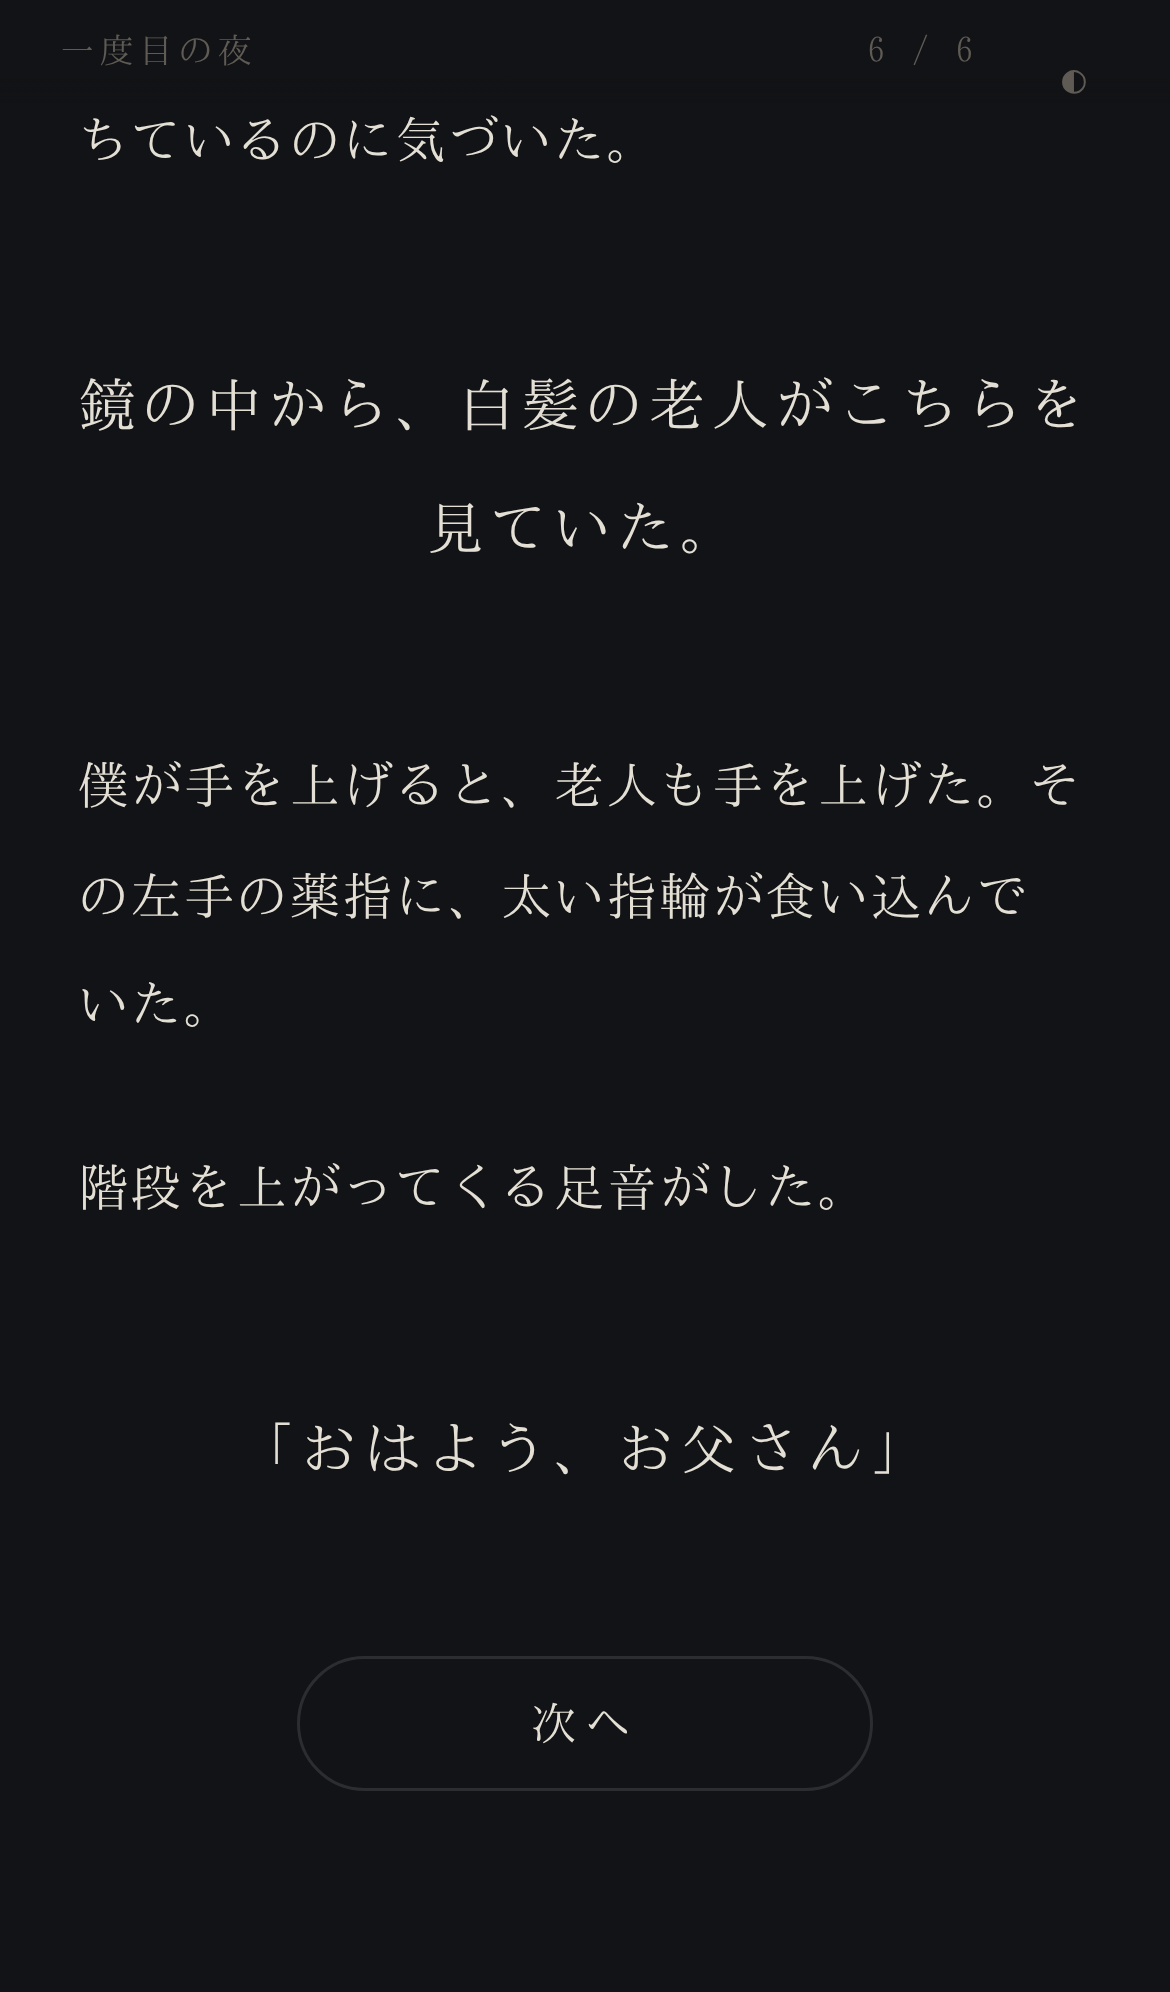 一度目の夜
6 / 6
ちているのに気づいた。
鏡の中から、白髪の老人がこちらを
見ていた。
僕が手を上げると、老人も手を上げた。そ
の左手の薬指に、太い指輪が食い込んで
いた。
階段を上がってくる足音がした。
「おはよう、お父さん」
次へ